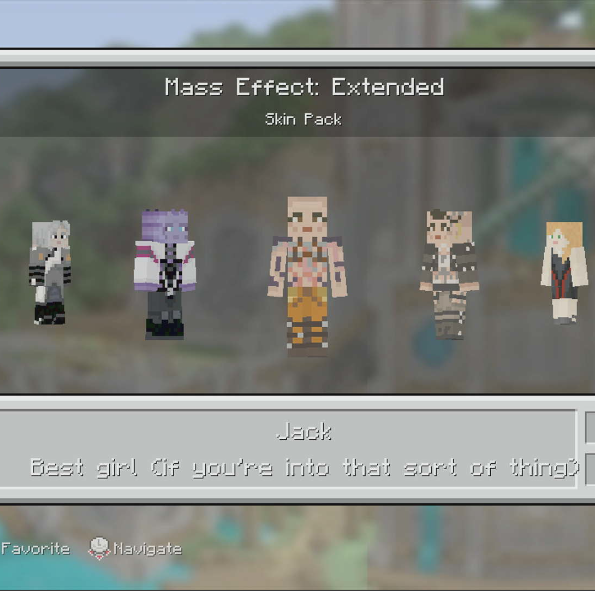 Mass Effect: Extended
Skin Pack
Jack
Best girl (if you're into that sort of thing)
Favorite L Navigate